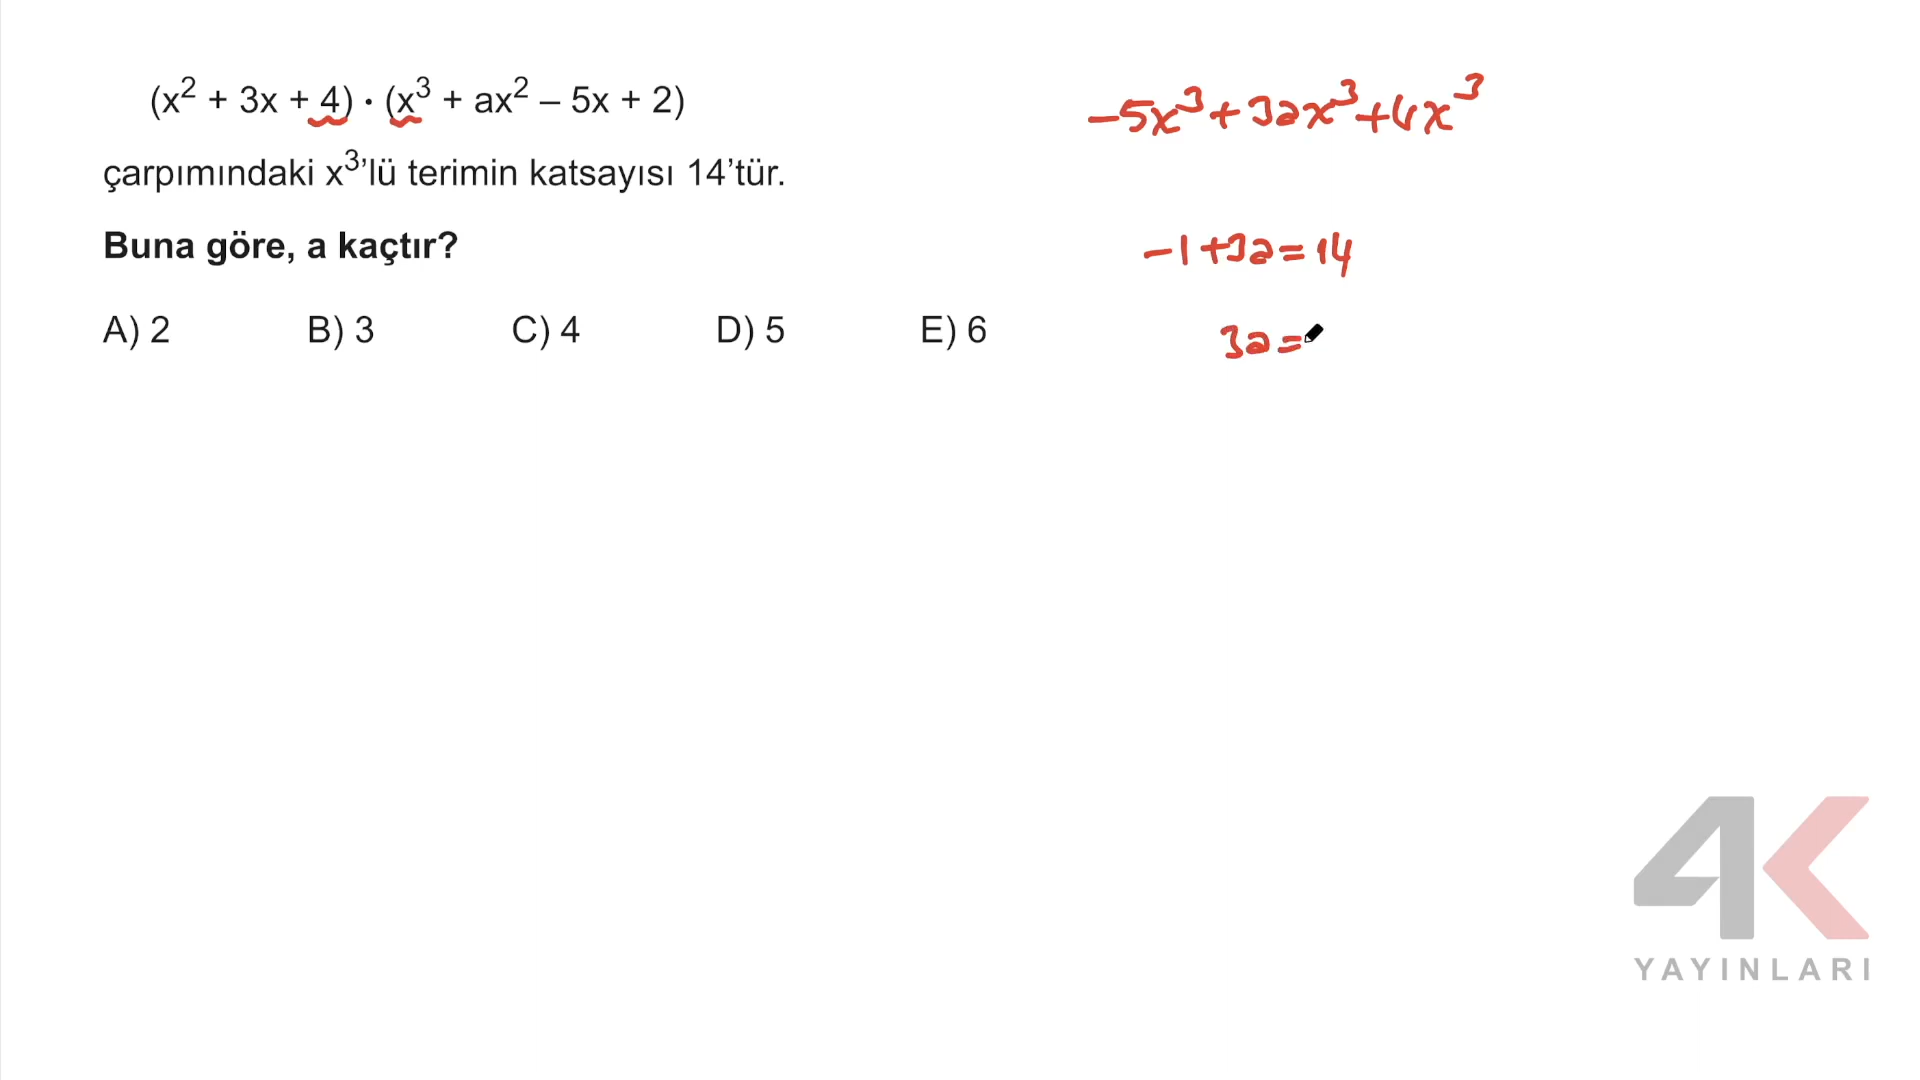 (x² + 3x + 4) · (x³ + ax² – 5x + 2)
çarpımındaki x³'lü terimin katsayısı 14'tür.
Buna göre, a kaçtır?
A) 2 B) 3 C) 4 D) 5 E) 6
-5x³+3ax³+4x³
-1+3a=14
3a=
4K
YAYINLARI